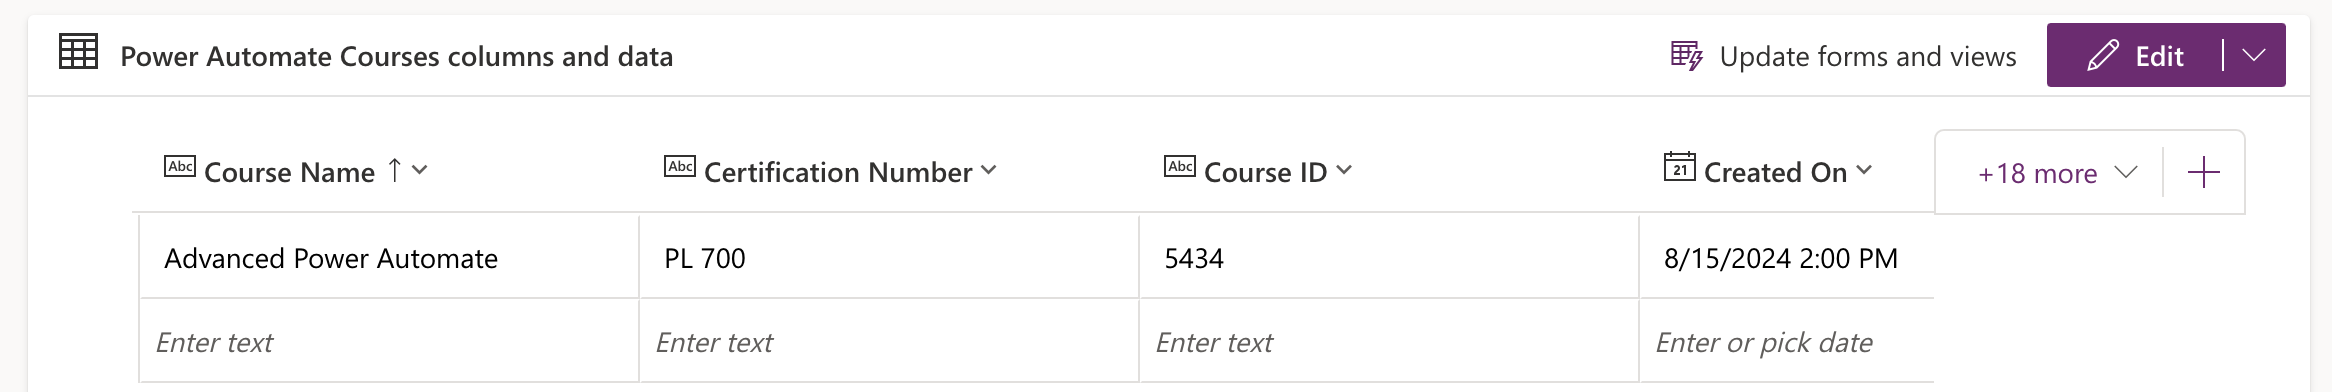 Power Automate Courses columns and data
Update forms and views
Edit
Abc Course Name ↑
Abc Certification Number
Abc Course ID
21 Created On
+18 more
Advanced Power Automate
PL 700
5434
8/15/2024 2:00 PM
Enter text
Enter text
Enter text
Enter or pick date